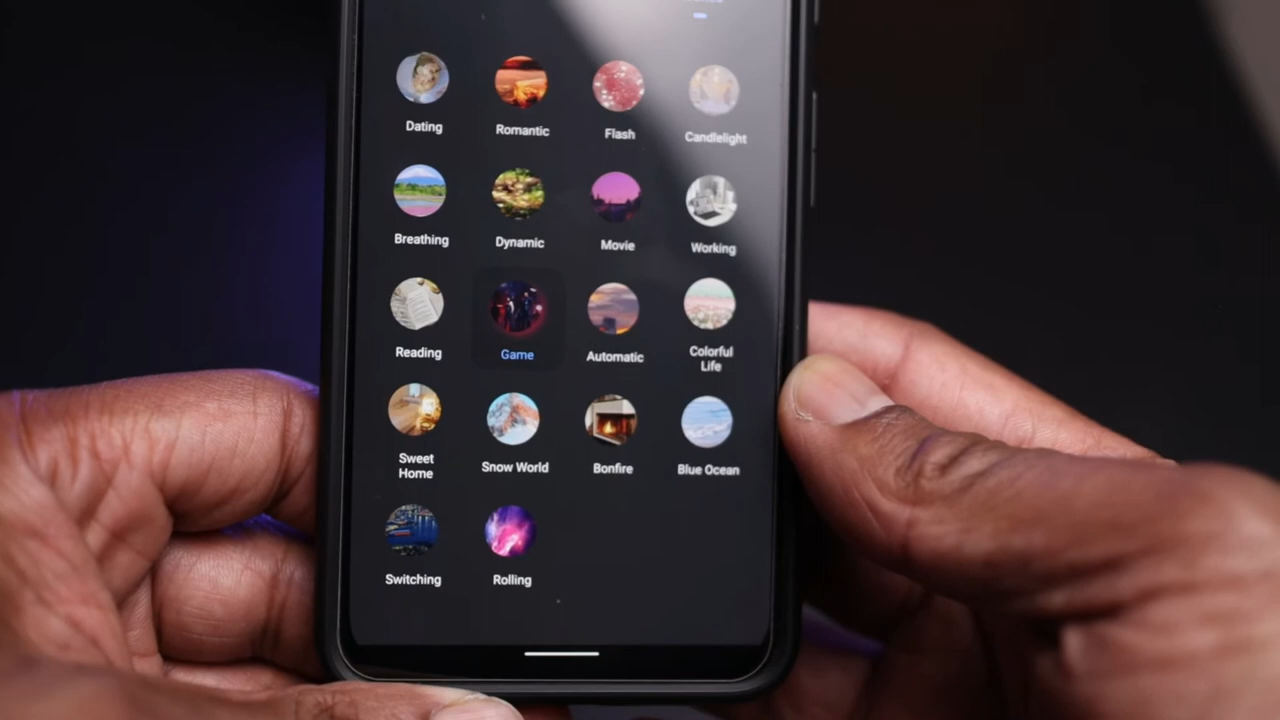 Dating
Romantic
Flash
Candlelight
Breathing
Dynamic
Movie
Working
Reading
Game
Automatic
Colorful
Life
Sweet
Home
Snow World
Bonfire
Blue Ocean
Switching
Rolling